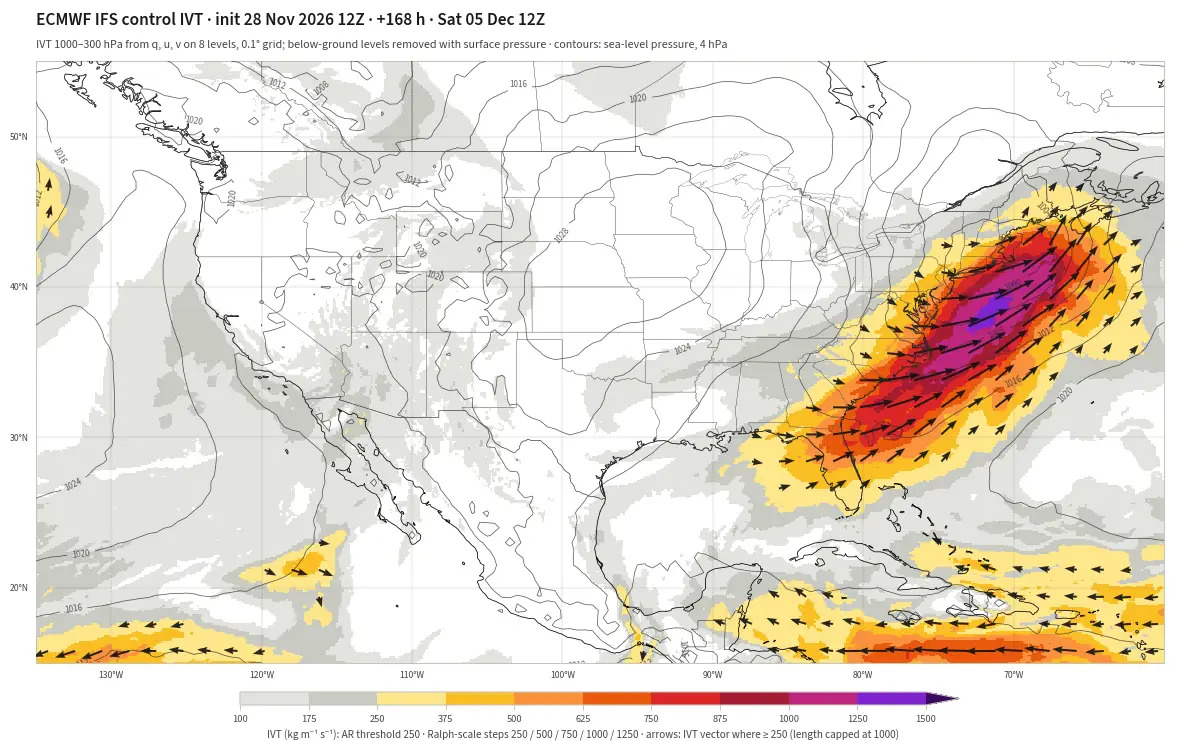 ECMWF IFS control IVT · init 28 Nov 2026 12Z · +168 h · Sat 05 Dec 12Z
IVT 1000–300 hPa from q, u, v on 8 levels, 0.1° grid; below-ground levels removed with surface pressure · contours: sea-level pressure, 4 hPa
1012
1008
1016
1020
1020
50°N
1016
1012
1012
1020
1008
1020
1028
1020
40°N
1000
1012
1024
1016
1020
30°N
1024
1020
20°N
1016
130°W
120°W
110°W
100°W
90°W
80°W
70°W
100
175
250
375
500
625
750
875
1000
1250
1500
IVT (kg m⁻¹ s⁻¹): AR threshold 250 · Ralph-scale steps 250 / 500 / 750 / 1000 / 1250 · arrows: IVT vector where ≥ 250 (length capped at 1000)